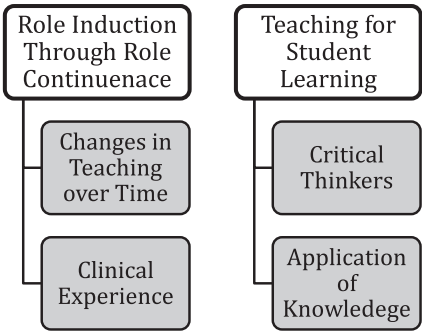 Role Induction
Through Role
Continuenace
Changes in
Teaching
over Time
Clinical
Experience
Teaching for
Student
Learning
Critical
Thinkers
Application
of
Knowledege